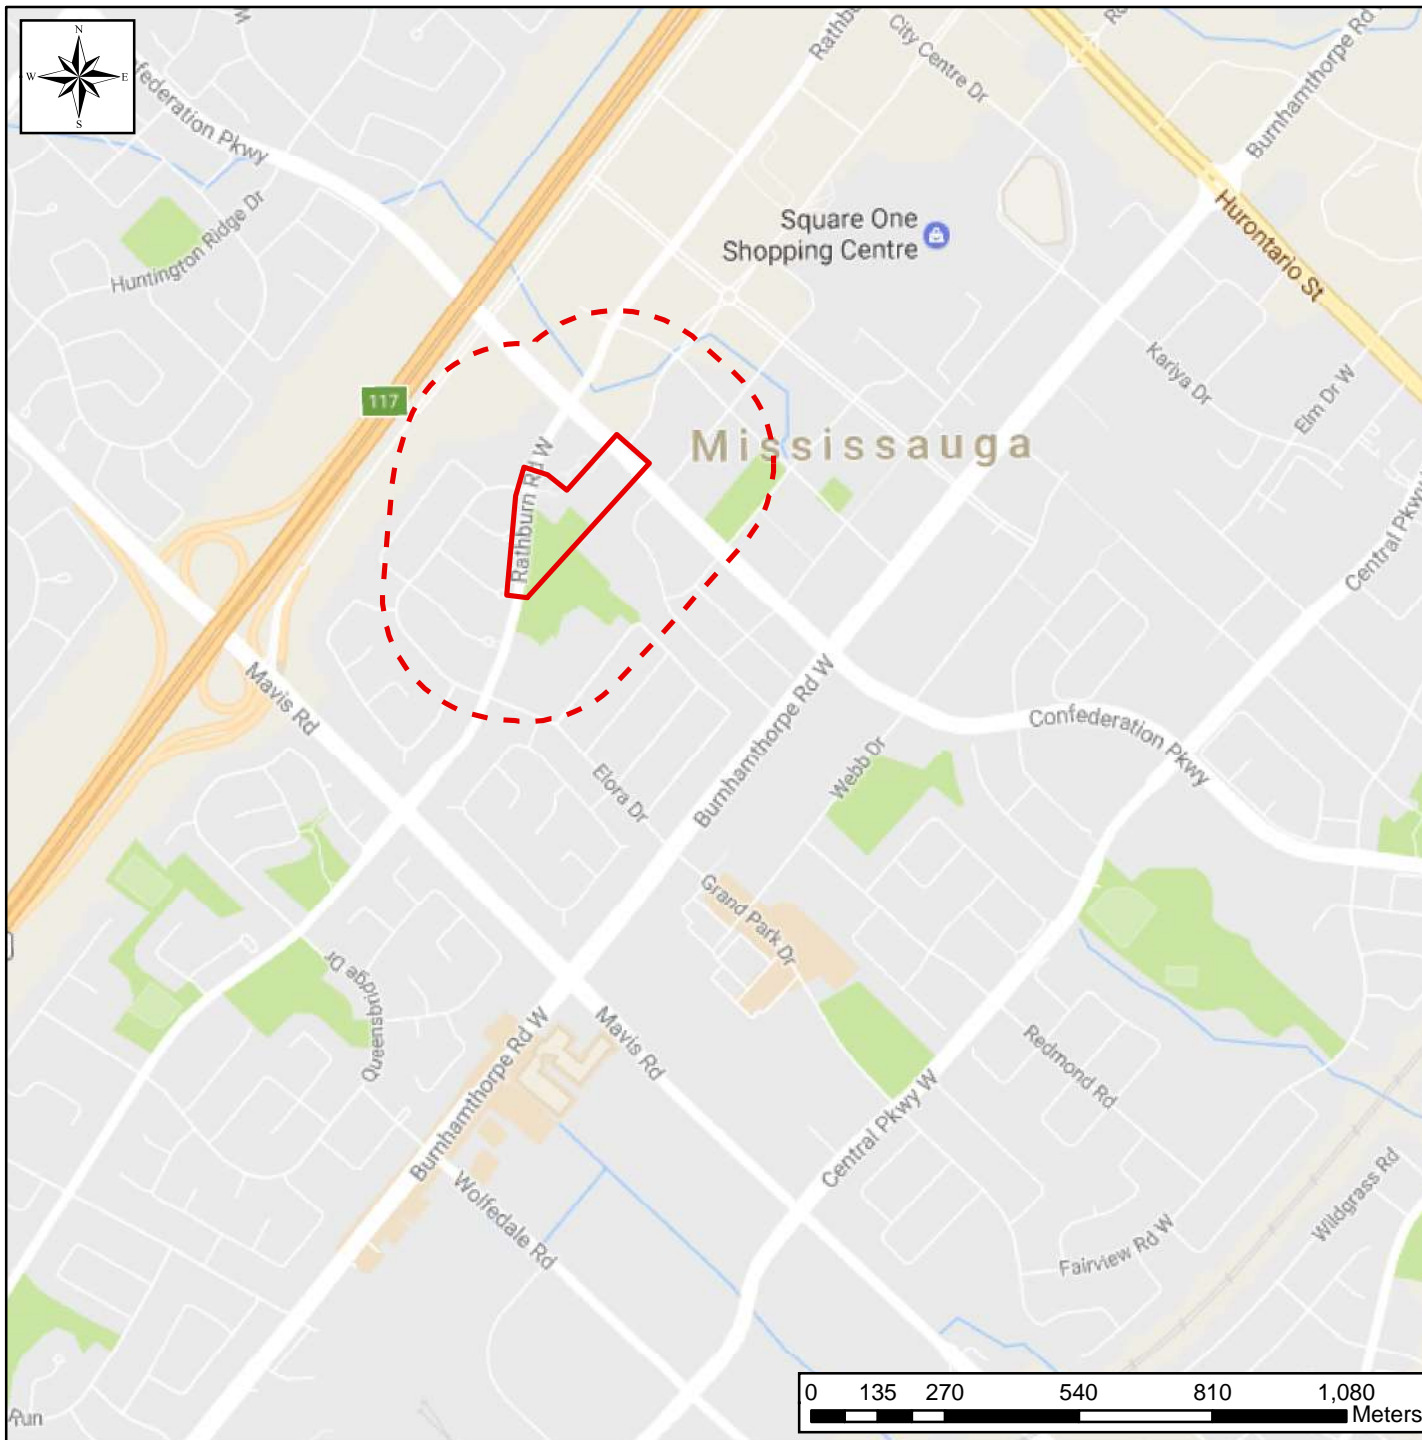 N
W
E
S
Confederation Pkwy
Rathbu
City Centre Dr
Burnhamthorpe Rd
Huntington Ridge Dr
Square One
Shopping Centre
Hurontario St
Kariya Dr
Elm Dr W
117
Mississauga
Rathburn Rd W
Central Pkwy
Mavis Rd
Burnhamthorpe Rd W
Confederation Pkwy
Webb Dr
Elora Dr
Grand Park Dr
Queensbridge Dr
Burnhamthorpe Rd W
Mavis Rd
Redmond Rd
Central Pkwy W
Wolfedale Rd
Fairview Rd W
Wildgrass Rd
Run
0 135 270 540 810 1,080
Meters